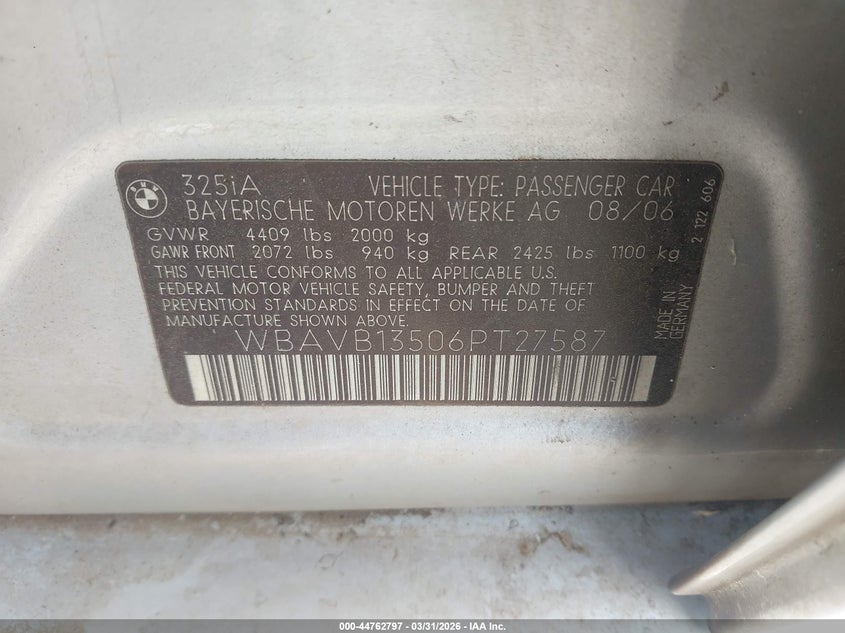 BMW
325iA VEHICLE TYPE: PASSENGER CAR
BAYERISCHE MOTOREN WERKE AG 08/06
GVWR 4409 lbs 2000 kg
GAWR FRONT 2072 lbs 940 kg REAR 2425 lbs 1100 kg
THIS VEHICLE CONFORMS TO ALL APPLICABLE U.S.
FEDERAL MOTOR VEHICLE SAFETY, BUMPER AND THEFT
PREVENTION STANDARDS IN EFFECT ON THE DATE OF
MANUFACTURE SHOWN ABOVE.
WBAVB13506PT27587
MADE IN
GERMANY
2 122 606
000-44762797 - 03/31/2026 - IAA Inc.